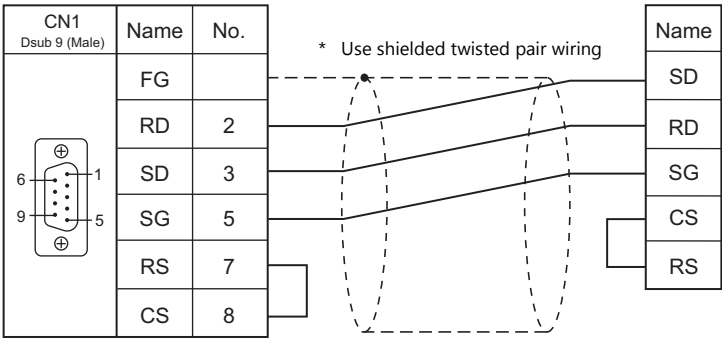 CN1
Dsub 9 (Male)
Name No.
* Use shielded twisted pair wiring
Name
FG
SD
RD 2
RD
SD 3
SG
SG 5
CS
RS 7
RS
CS 8
6 1
9 5